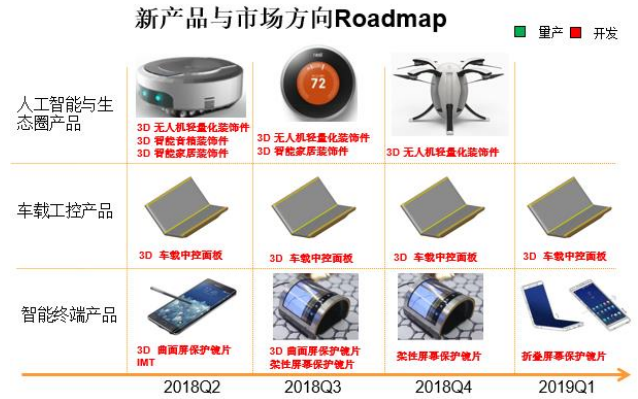 新产品与市场方向Roadmap
量产 开发
人工智能与生
态圈产品
72
3D 无人机轻量化装饰件
3D 智能音箱装饰件
3D 智能家居装饰件
3D 无人机轻量化装饰件
3D 智能家居装饰件
3D 无人机轻量化装饰件
车载工控产品
3D 车载中控面板
3D 车载中控面板
3D 车载中控面板
3D 车载中控面板
智能终端产品
3D 曲面屏保护镜片
IMT
3D 曲面屏保护镜片
柔性屏幕保护镜片
柔性屏幕保护镜片
折叠屏幕保护镜片
2018Q2
2018Q3
2018Q4
2019Q1